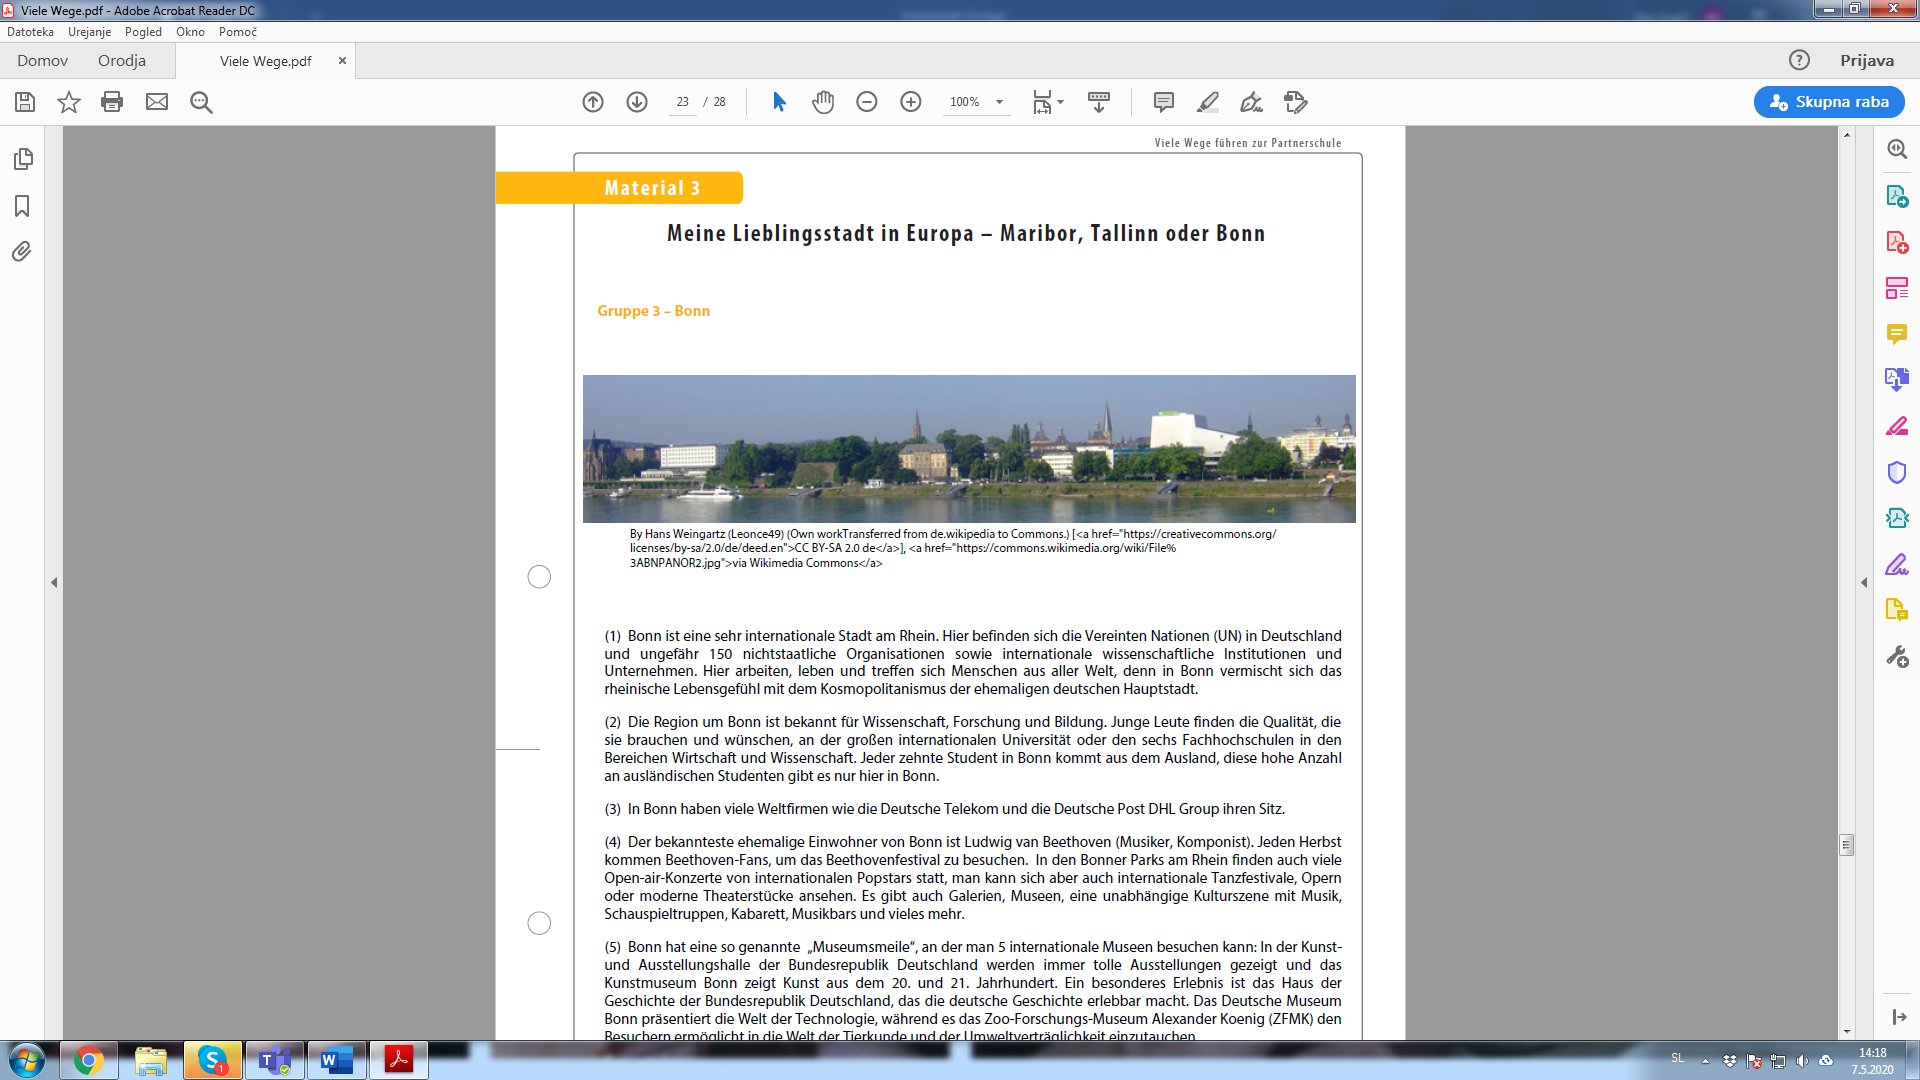 Viele Wege.pdf - Adobe Acrobat Reader DC
Datoteka Urejanje Pogled Okno Pomoč
Domov Orodja Viele Wege.pdf × Prijava
23 / 28 100% Skupna raba
Viele Wege führen zur Partnerschule
Material 3
Meine Lieblingsstadt in Europa – Maribor, Tallinn oder Bonn
Gruppe 3 – Bonn
By Hans Weingartz (Leonce49) (Own workTransferred from de.wikipedia to Commons.) [<a href="https://creativecommons.org/
licenses/by-sa/2.0/de/deed.en">CC BY-SA 2.0 de</a>], <a href="https://commons.wikimedia.org/wiki/File%
3ABNPANOR2.jpg">via Wikimedia Commons</a>
(1) Bonn ist eine sehr internationale Stadt am Rhein. Hier befinden sich die Vereinten Nationen (UN) in Deutschland
und ungefähr 150 nichtstaatliche Organisationen sowie internationale wissenschaftliche Institutionen und
Unternehmen. Hier arbeiten, leben und treffen sich Menschen aus aller Welt, denn in Bonn vermischt sich das
rheinische Lebensgefühl mit dem Kosmopolitanismus der ehemaligen deutschen Hauptstadt.
(2) Die Region um Bonn ist bekannt für Wissenschaft, Forschung und Bildung. Junge Leute finden die Qualität, die
sie brauchen und wünschen, an der großen internationalen Universität oder den sechs Fachhochschulen in den
Bereichen Wirtschaft und Wissenschaft. Jeder zehnte Student in Bonn kommt aus dem Ausland, diese hohe Anzahl
an ausländischen Studenten gibt es nur hier in Bonn.
(3) In Bonn haben viele Weltfirmen wie die Deutsche Telekom und die Deutsche Post DHL Group ihren Sitz.
(4) Der bekannteste ehemalige Einwohner von Bonn ist Ludwig van Beethoven (Musiker, Komponist). Jeden Herbst
kommen Beethoven-Fans, um das Beethovenfestival zu besuchen. In den Bonner Parks am Rhein finden auch viele
Open-air-Konzerte von internationalen Popstars statt, man kann sich aber auch internationale Tanzfestivale, Opern
oder moderne Theaterstücke ansehen. Es gibt auch Galerien, Museen, eine unabhängige Kulturszene mit Musik,
Schauspieltruppen, Kabarett, Musikbars und vieles mehr.
(5) Bonn hat eine so genannte „Museumsmeile“, an der man 5 internationale Museen besuchen kann: In der Kunst-
und Ausstellungshalle der Bundesrepublik Deutschland werden immer tolle Ausstellungen gezeigt und das
Kunstmuseum Bonn zeigt Kunst aus dem 20. und 21. Jahrhundert. Ein besonderes Erlebnis ist das Haus der
Geschichte der Bundesrepublik Deutschland, das die deutsche Geschichte erlebbar macht. Das Deutsche Museum
Bonn präsentiert die Welt der Technologie, während es das Zoo-Forschungs-Museum Alexander Koenig (ZFMK) den
Besuchern ermöglicht in die Welt der Tierkunde und der Umweltverträglichkeit einzutauchen.
SL 14:18
7.5.2020